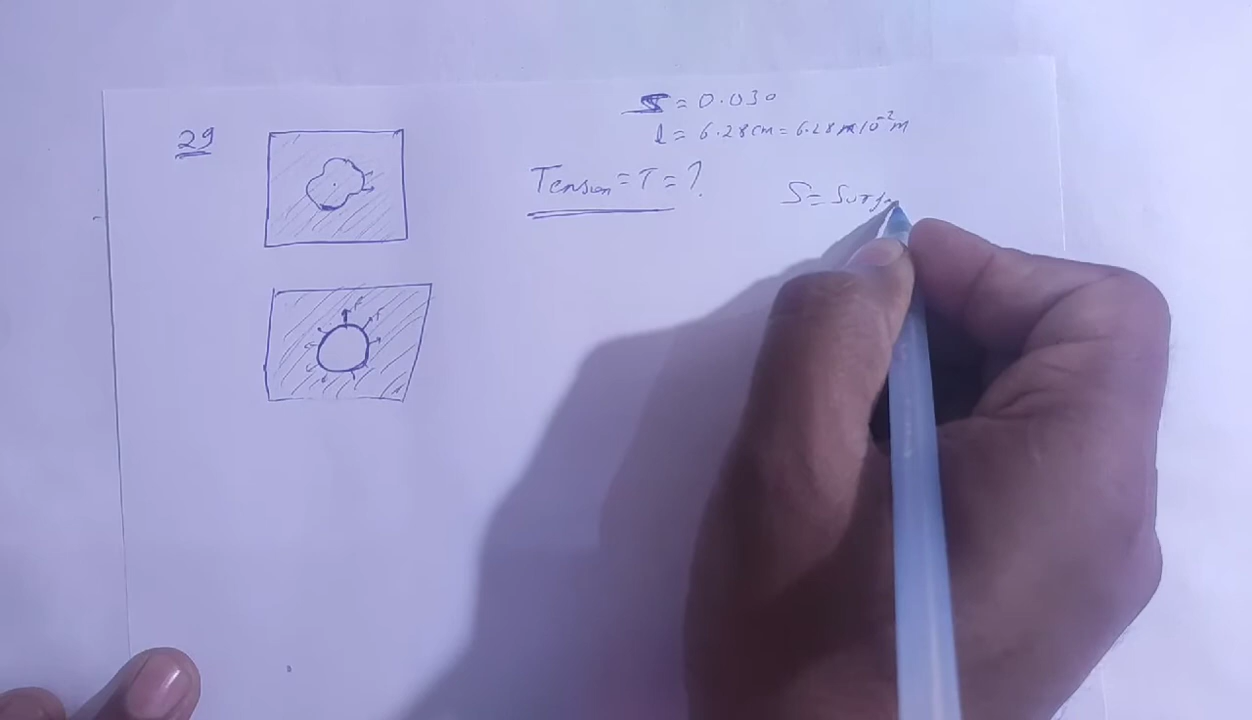 29
S = 0.030
l = 6.28 cm = 6.28 x 10⁻² m
Tension = T = ?
S = Surfa
F
T